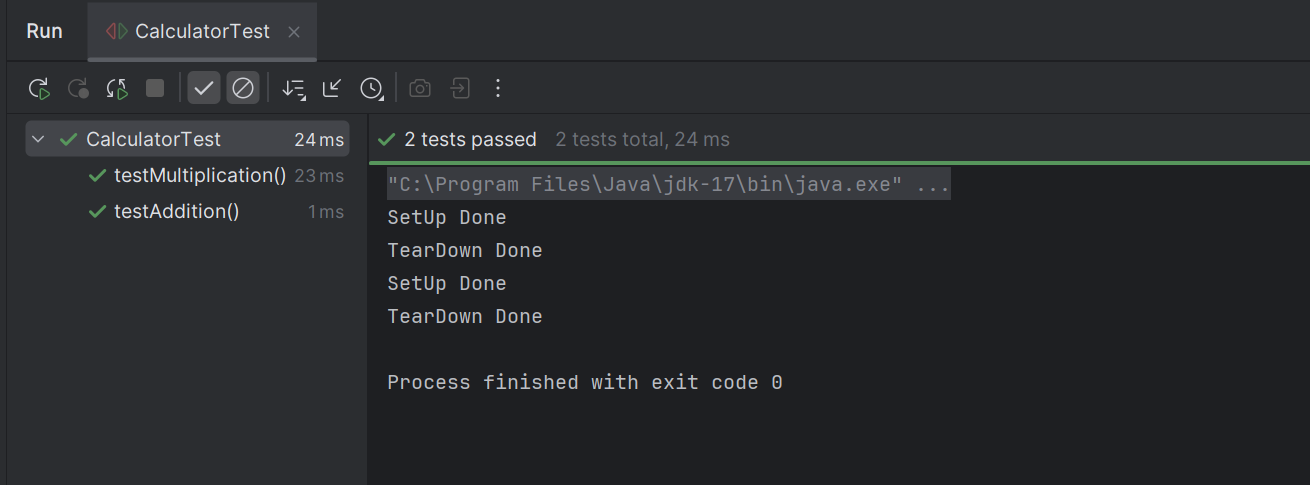 Run CalculatorTest
CalculatorTest 24 ms
testMultiplication() 23 ms
testAddition() 1 ms
2 tests passed 2 tests total, 24 ms
"C:\Program Files\Java\jdk-17\bin\java.exe" ...
SetUp Done
TearDown Done
SetUp Done
TearDown Done
Process finished with exit code 0